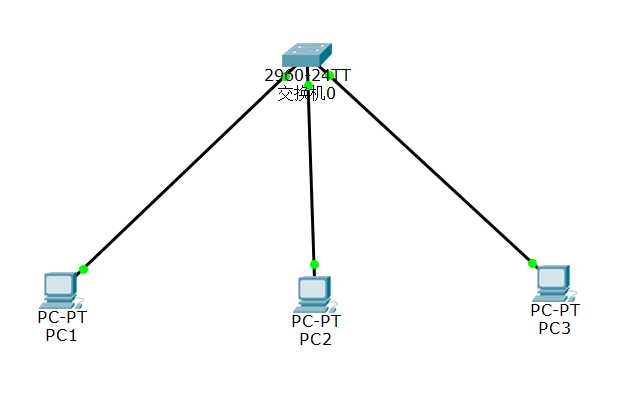 2960-24TT
交换机0
PC-PT
PC1
PC-PT
PC2
PC-PT
PC3